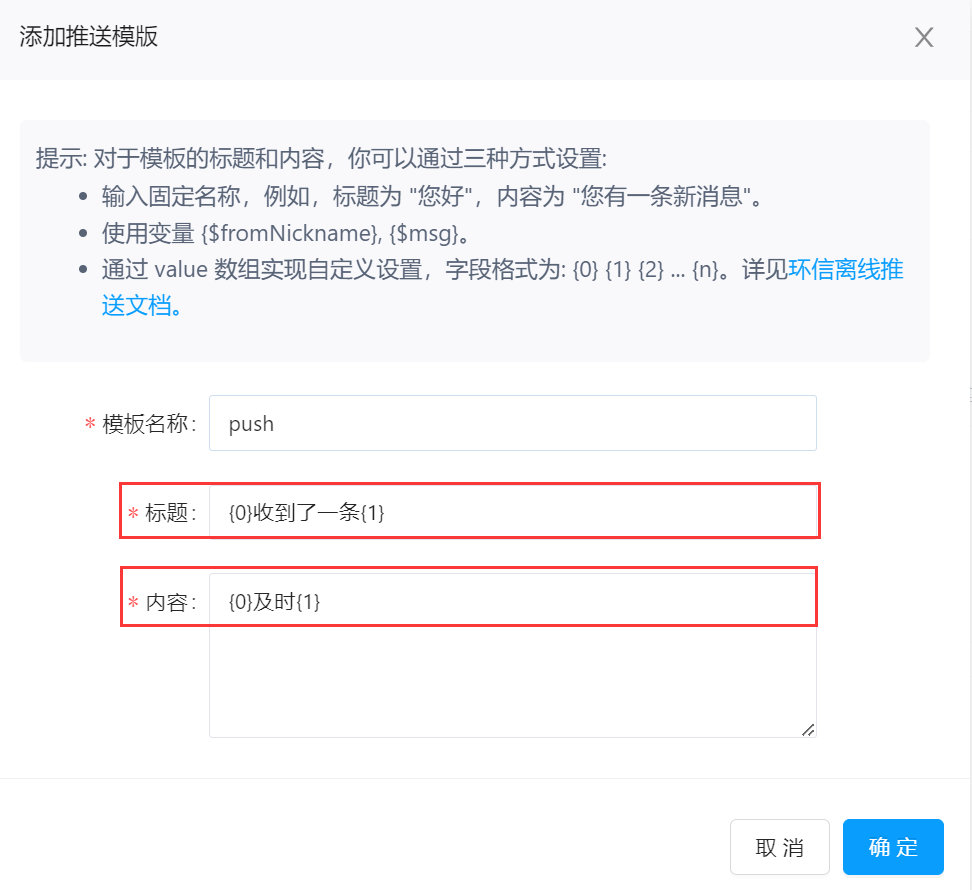 添加推送模版
提示: 对于模板的标题和内容，你可以通过三种方式设置:
输入固定名称，例如，标题为 "您好"，内容为 "您有一条新消息"。
使用变量 {$fromNickname}, {$msg}。
通过 value 数组实现自定义设置，字段格式为: {0} {1} {2} ... {n}。详见环信离线推
送文档。
* 模板名称: push
* 标题: {0}收到了一条{1}
* 内容: {0}及时{1}
取 消 确 定